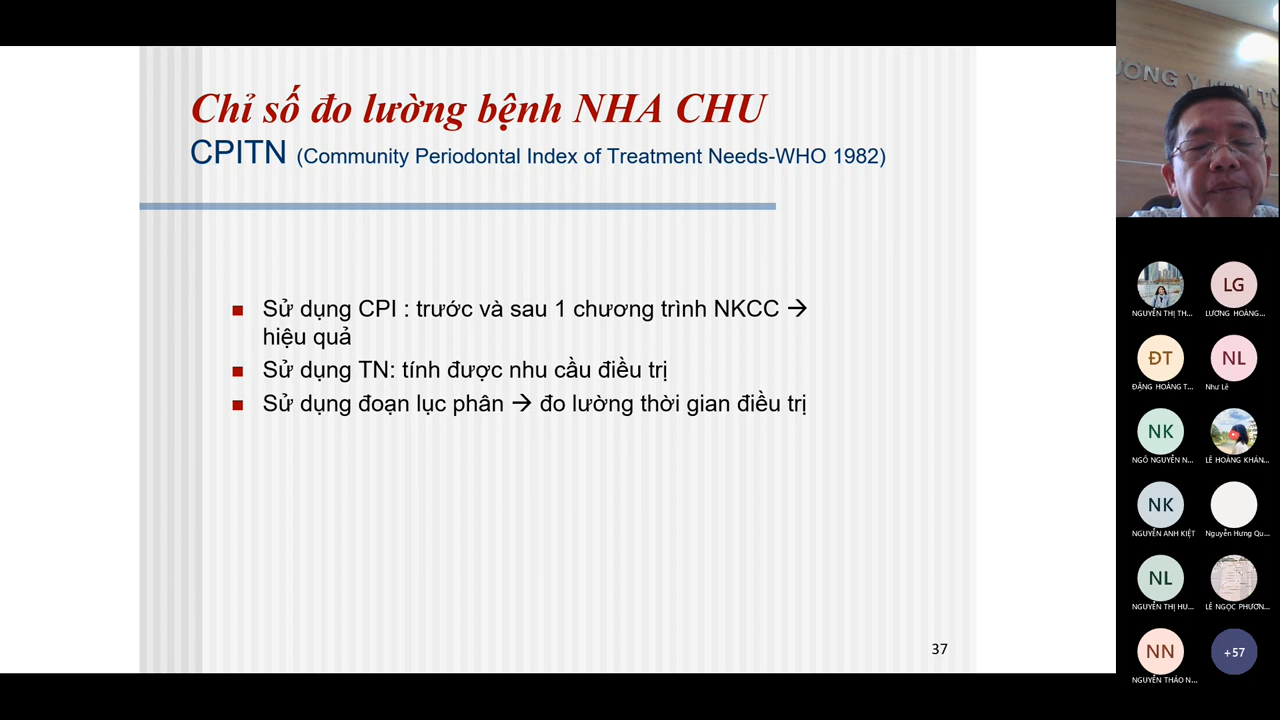 Chỉ số đo lường bệnh NHA CHU
CPITN (Community Periodontal Index of Treatment Needs-WHO 1982)
Sử dụng CPI : trước và sau 1 chương trình NKCC →
hiệu quả
Sử dụng TN: tính được nhu cầu điều trị
Sử dụng đoạn lục phân → đo lường thời gian điều trị
37
LG
NGUYỄN THỊ TH...
LƯƠNG HOÀNG...
ĐT
NL
ĐẶNG HOÀNG T...
Như Lê
NK
NGÔ NGUYỄN N...
LÊ HOÀNG KHÁN...
NK
NGUYỄN ANH KIỆT
Nguyễn Hưng Qu...
NL
NGUYỄN THỊ HU...
LÊ NGỌC PHƯƠN...
NN
+57
NGUYỄN THẢO N...